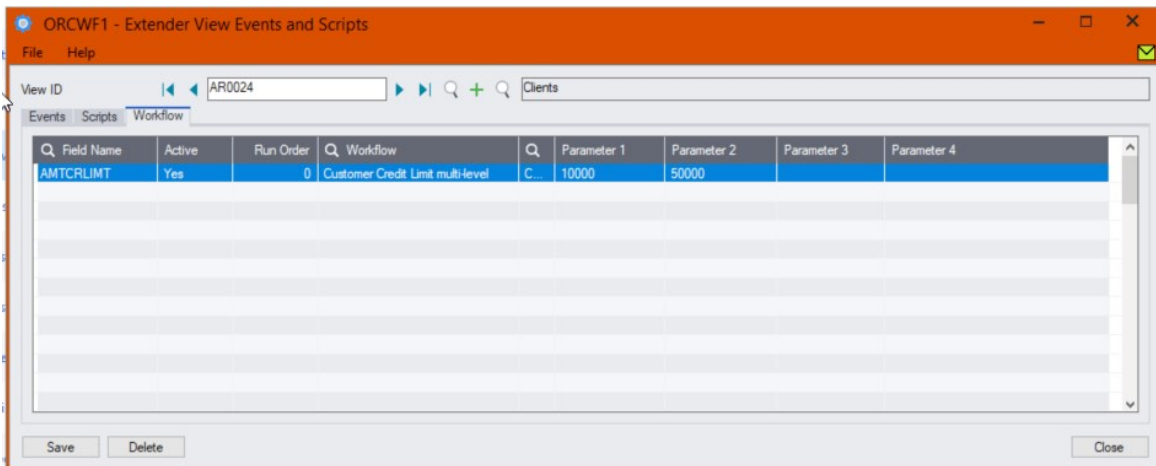 ORCWF1 - Extender View Events and Scripts
File Help
View ID AR0024 Clients
Events Scripts Workflow
Field Name Active Run Order Workflow Parameter 1 Parameter 2 Parameter 3 Parameter 4
AMTCRLIMT Yes 0 Customer Credit Limit multi-level C... 10000 50000
Save Delete Close